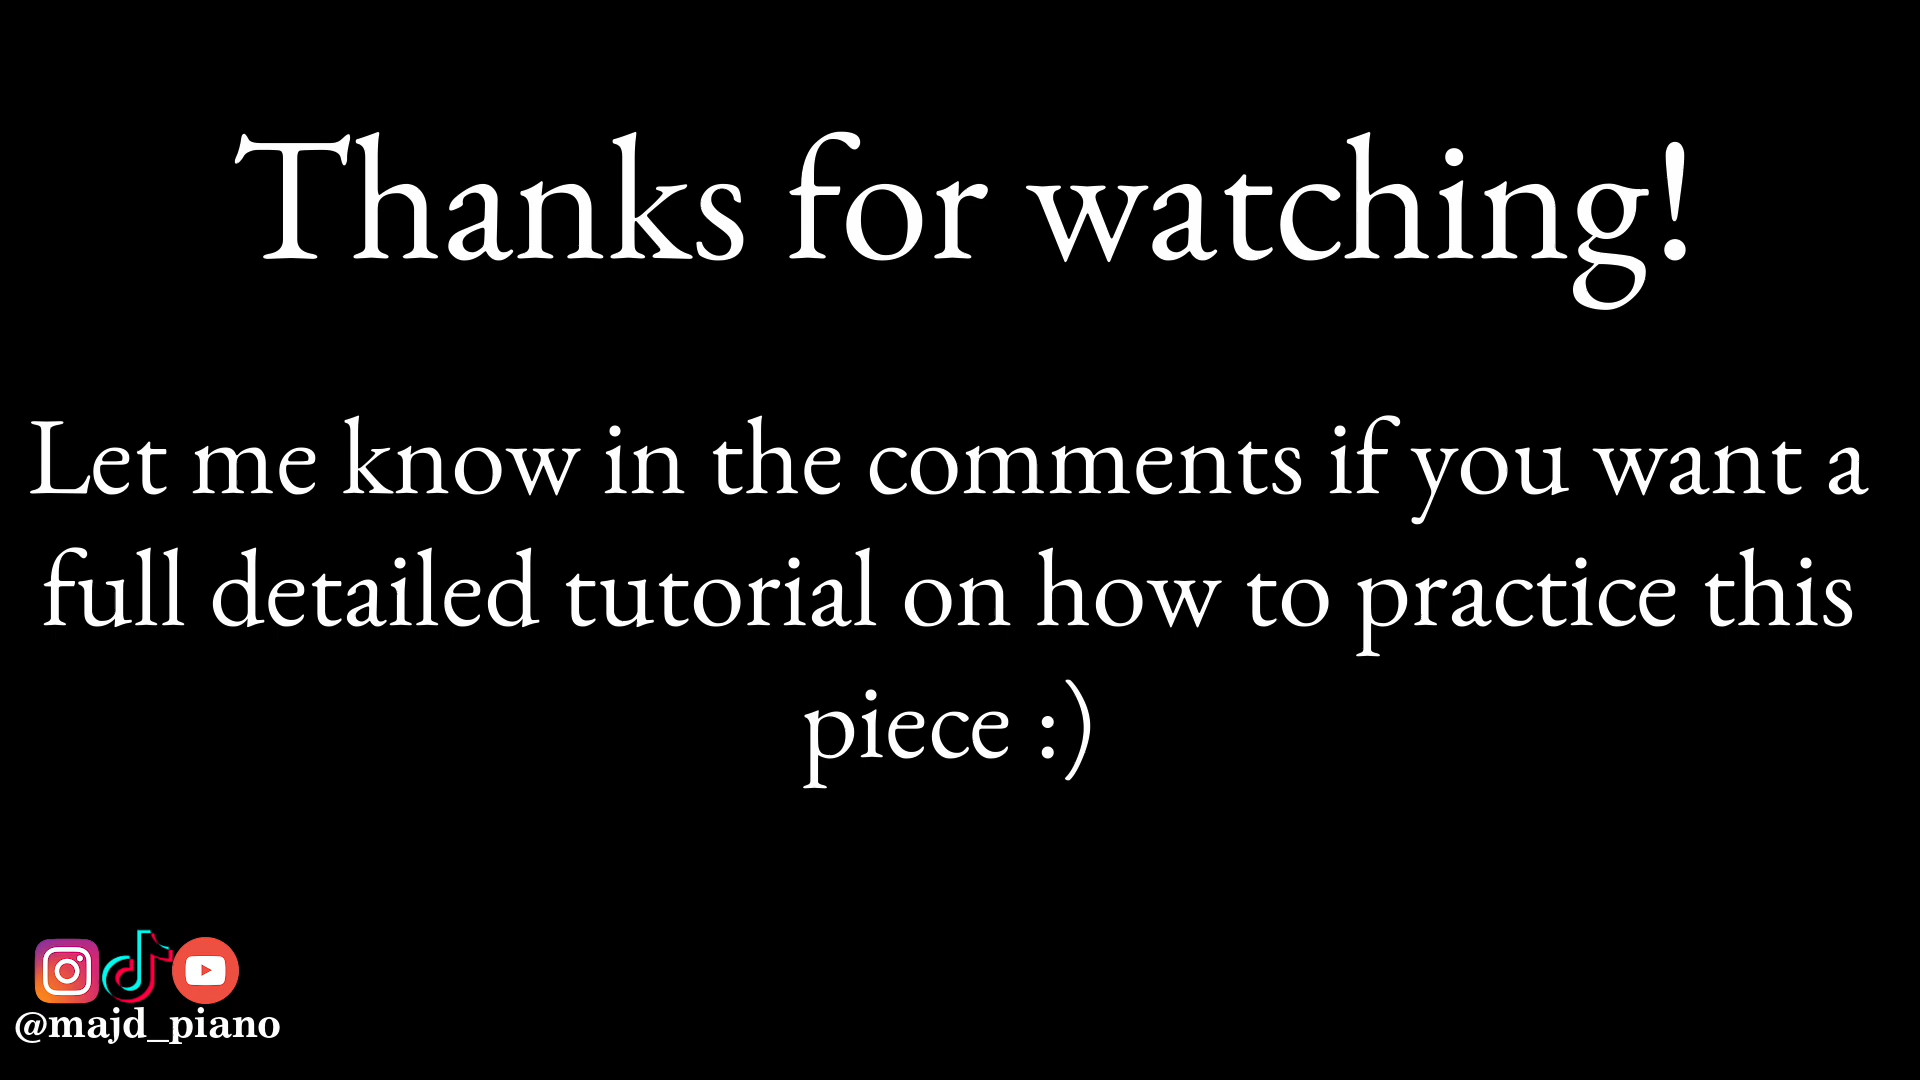 Thanks for watching!
Let me know in the comments if you want a
full detailed tutorial on how to practice this
piece :)
@majd_piano